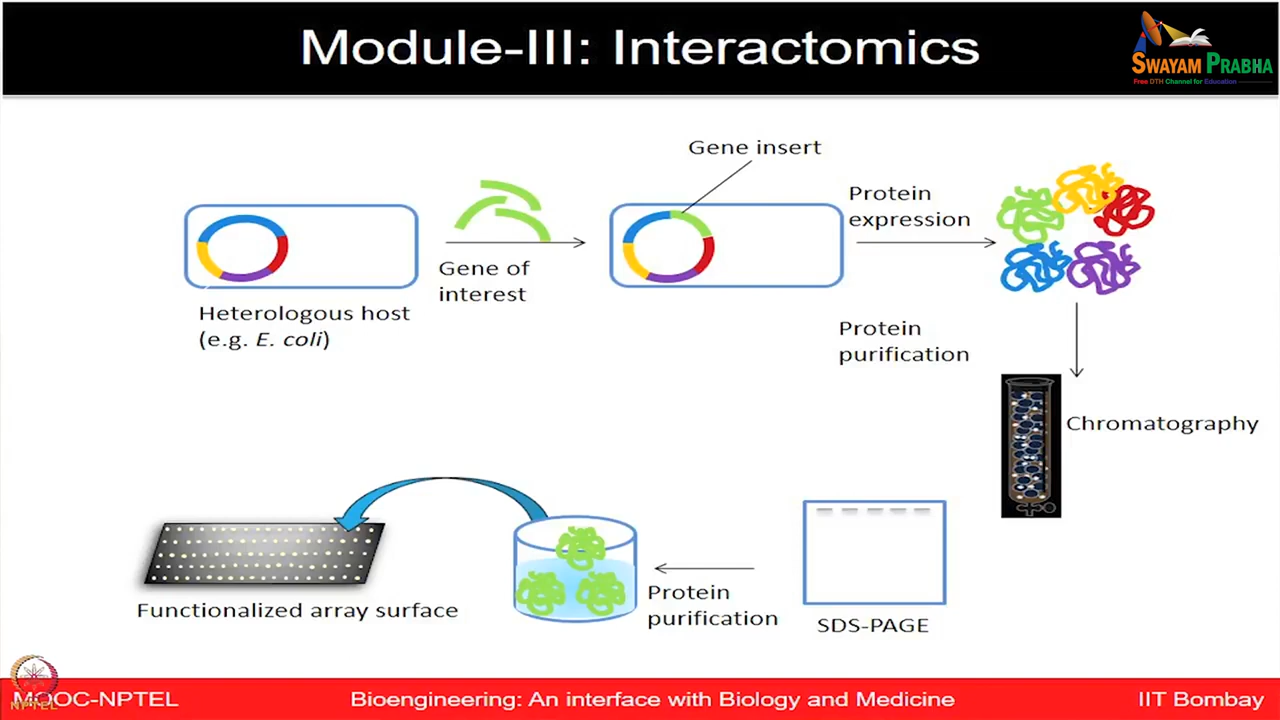 Module-III: Interactomics
SWAYAM PRABHA
Free DTH Channel for Education
Gene insert
Protein
expression
Gene of
interest
Heterologous host
(e.g. E. coli)
Protein
purification
Chromatography
Functionalized array surface
Protein
purification
SDS-PAGE
NPTEL
MOOC-NPTEL
Bioengineering: An interface with Biology and Medicine
IIT Bombay